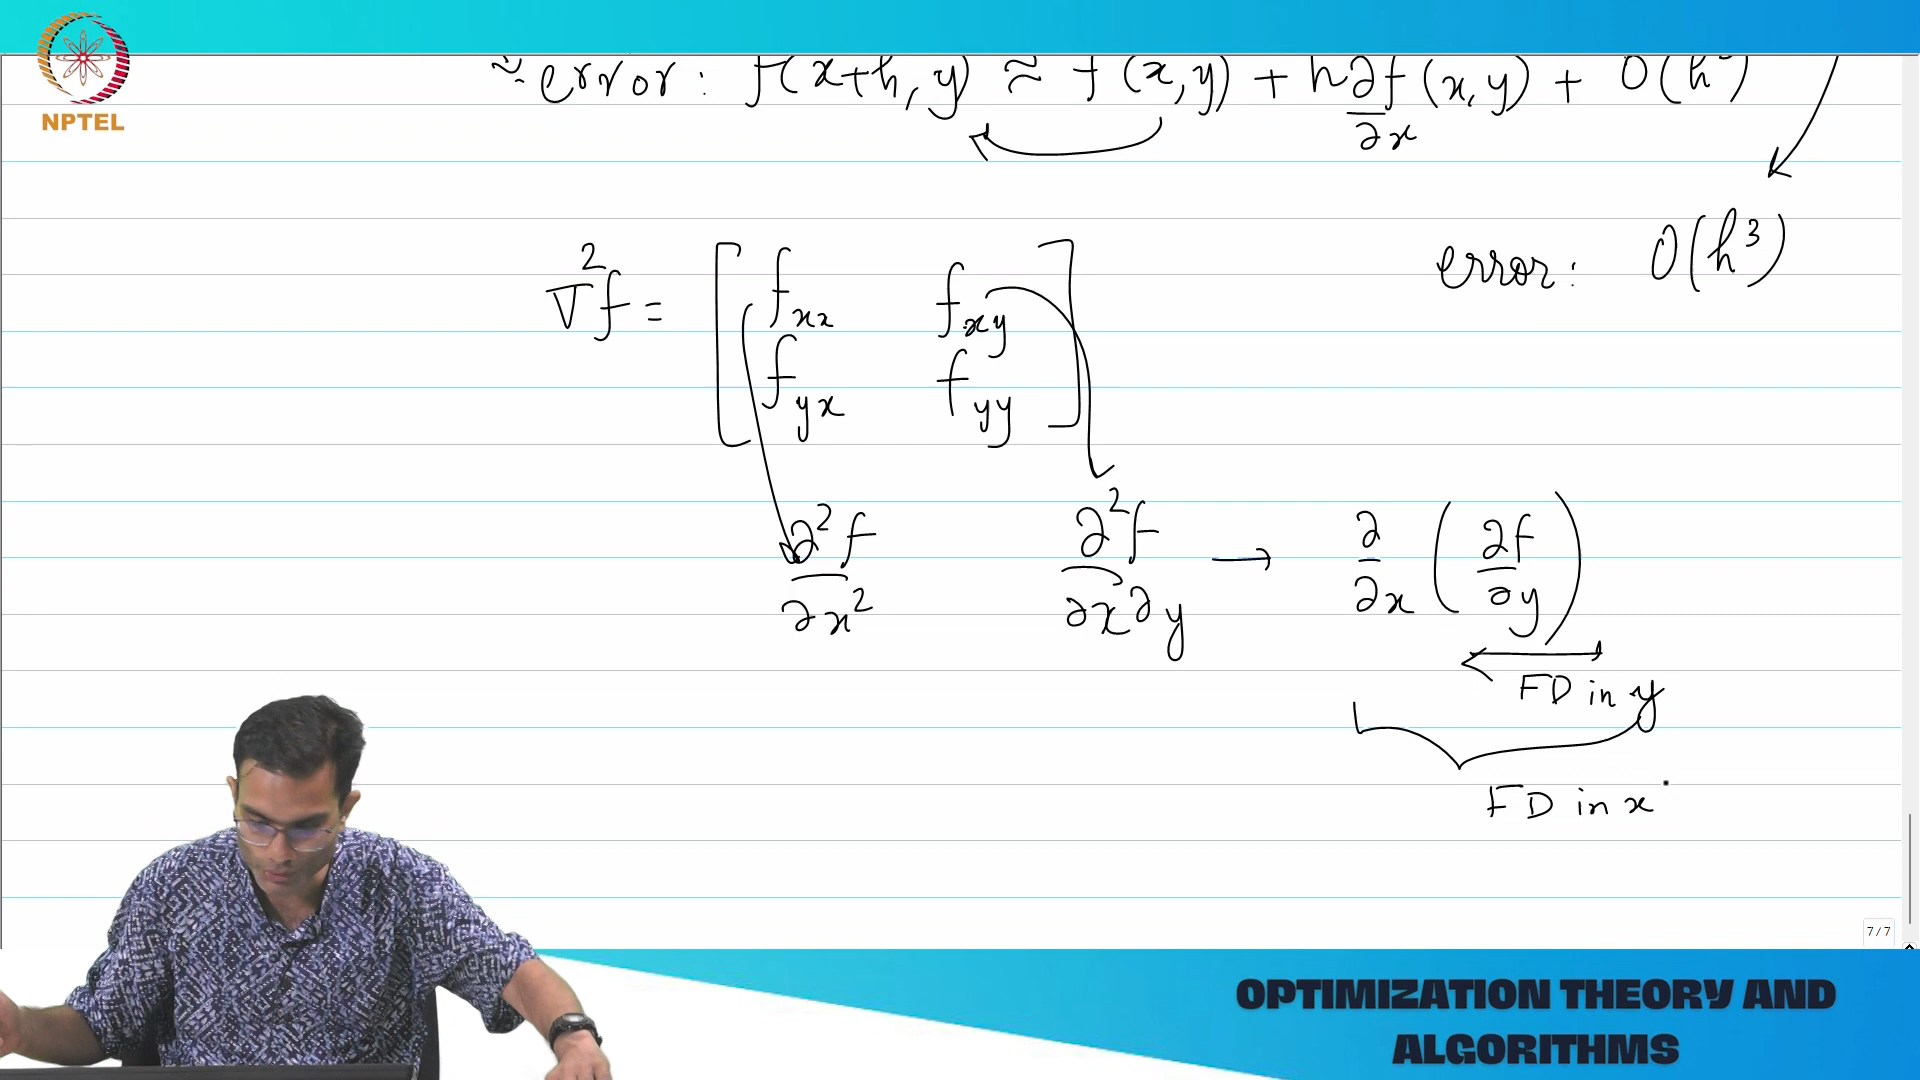 NPTEL
≈ error: f(x+h, y) ≈ f(x,y) + h ∂f/∂x (x,y) + O(h²)
error: O(h³)
∇²f = [ f_xx f_xy
f_yx f_yy ]
∂²f/∂x² ∂²f/∂x∂y → ∂/∂x (∂f/∂y)
FD in y
FD in x
7/7
OPTIMIZATION THEORY AND
ALGORITHMS